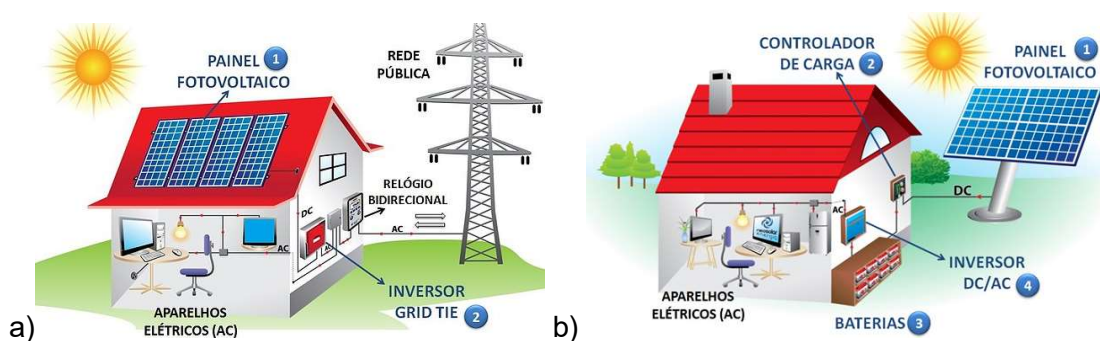 PAINEL 1
FOTOVOLTAICO
REDE
PÚBLICA
RELÓGIO
BIDIRECIONAL
DC
AC
AC
AC
INVERSOR
GRID TIE 2
APARELHOS
ELÉTRICOS (AC)
a)
CONTROLADOR
DE CARGA 2
PAINEL 1
FOTOVOLTAICO
DC
AC
INVERSOR
DC/AC 4
APARELHOS
ELÉTRICOS (AC)
BATERIAS 3
b)